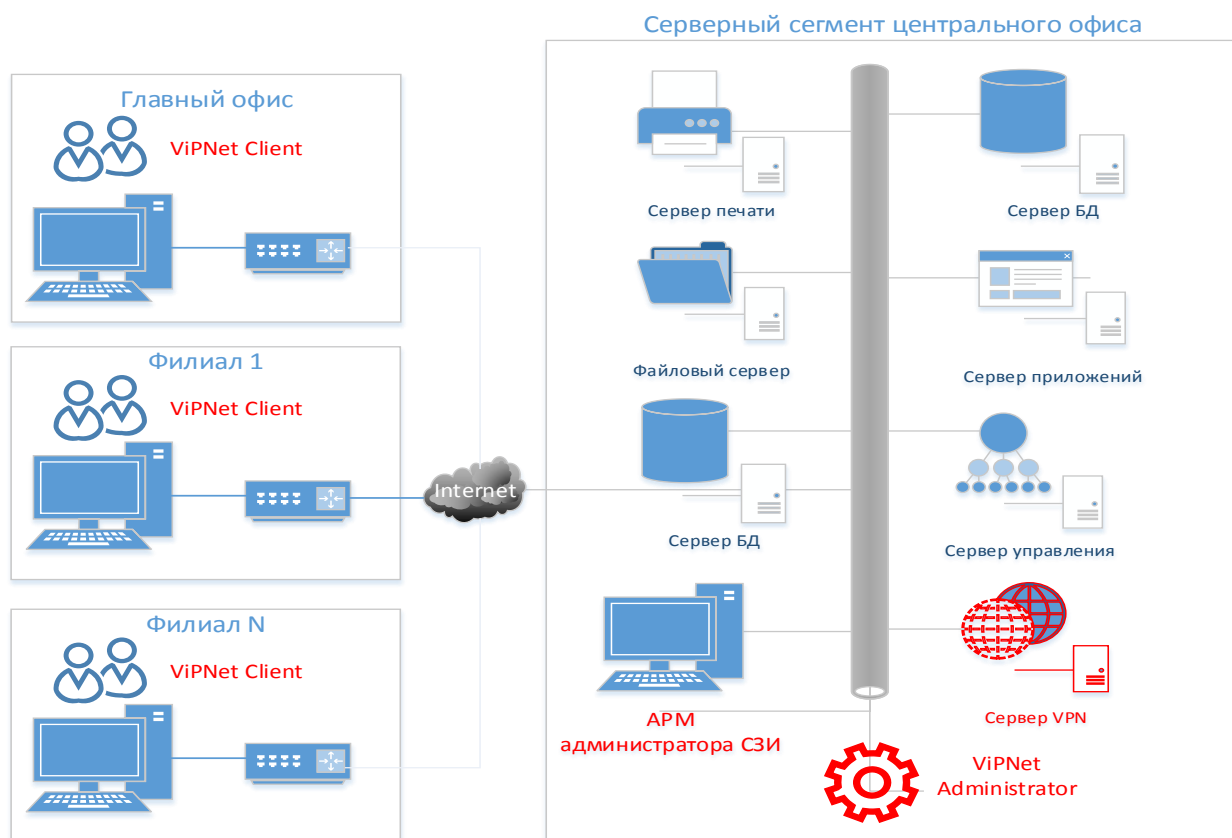 Серверный сегмент центрального офиса
Главный офис
ViPNet Client
Филиал 1
ViPNet Client
Филиал N
ViPNet Client
Internet
Сервер печати
Сервер БД
Файловый сервер
Сервер приложений
Сервер БД
Сервер управления
АРМ
администратора СЗИ
Сервер VPN
ViPNet
Administrator